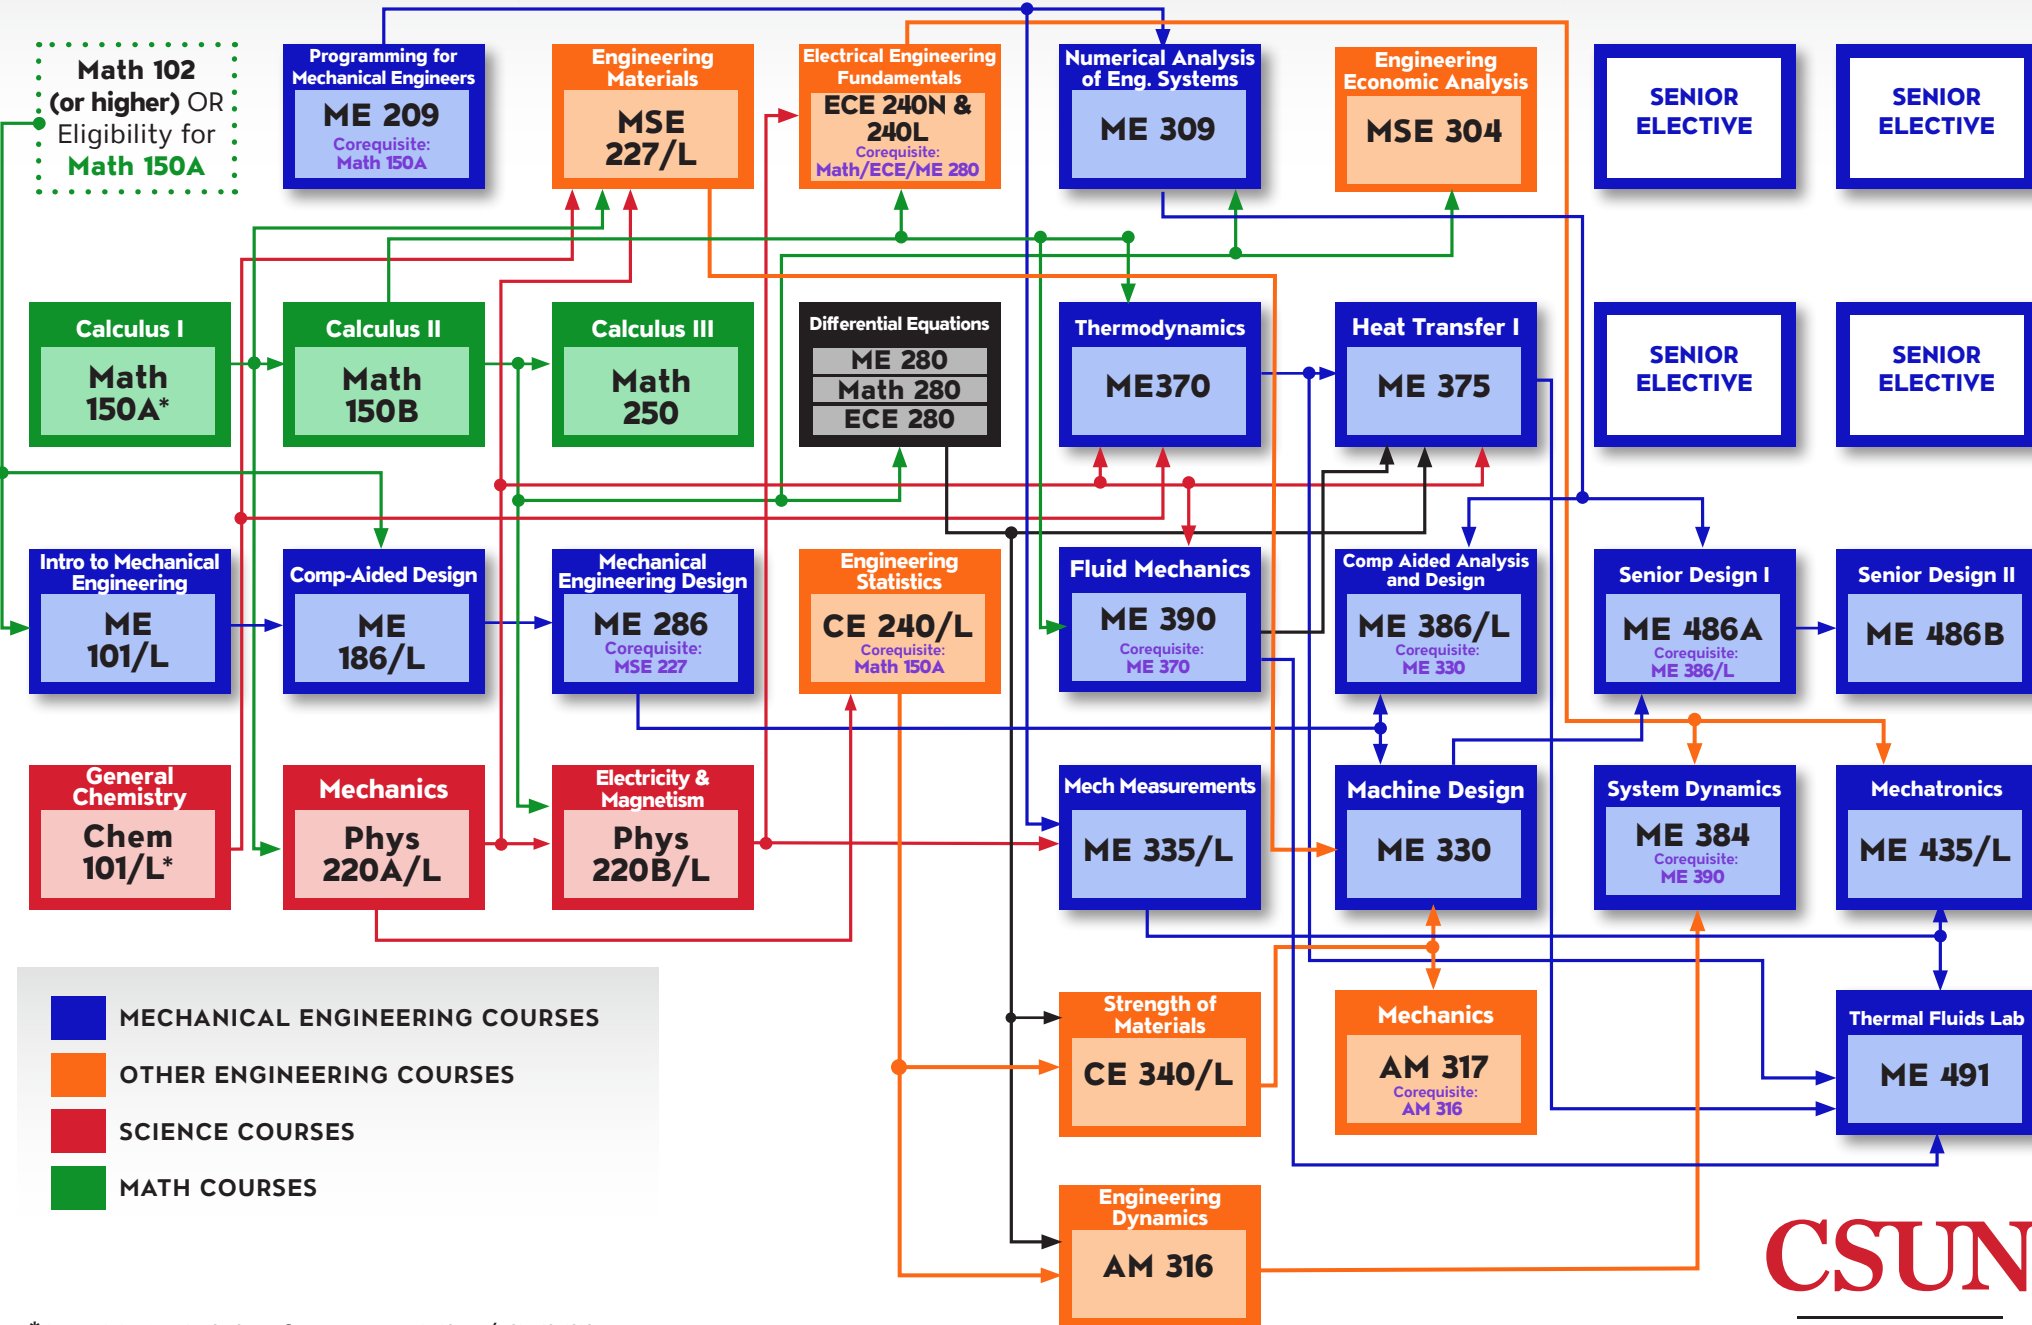 Math 102
(or higher) OR
Eligibility for
Math 150A
Programming for
Mechanical Engineers
ME 209
Corequisite:
Math 150A
Engineering
Materials
MSE
227/L
Electrical Engineering
Fundamentals
ECE 240N &
240L
Corequisite:
Math/ECE/ME 280
Numerical Analysis
of Eng. Systems
ME 309
Engineering
Economic Analysis
MSE 304
SENIOR
ELECTIVE
SENIOR
ELECTIVE
Calculus I
Math
150A*
Calculus II
Math
150B
Calculus III
Math
250
Differential Equations
ME 280
Math 280
ECE 280
Thermodynamics
ME370
Heat Transfer I
ME 375
SENIOR
ELECTIVE
SENIOR
ELECTIVE
Intro to Mechanical
Engineering
ME
101/L
Comp-Aided Design
ME
186/L
Mechanical
Engineering Design
ME 286
Corequisite:
MSE 227
Engineering
Statistics
CE 240/L
Corequisite:
Math 150A
Fluid Mechanics
ME 390
Corequisite:
ME 370
Comp Aided Analysis
and Design
ME 386/L
Corequisite:
ME 330
Senior Design I
ME 486A
Corequisite:
ME 386/L
Senior Design II
ME 486B
General
Chemistry
Chem
101/L*
Mechanics
Phys
220A/L
Electricity &
Magnetism
Phys
220B/L
Mech Measurements
ME 335/L
Machine Design
ME 330
System Dynamics
ME 384
Corequisite:
ME 390
Mechatronics
ME 435/L
MECHANICAL ENGINEERING COURSES
OTHER ENGINEERING COURSES
SCIENCE COURSES
MATH COURSES
Strength of
Materials
CE 340/L
Mechanics
AM 317
Corequisite:
AM 316
Thermal Fluids Lab
ME 491
Engineering
Dynamics
AM 316
CSUN
*